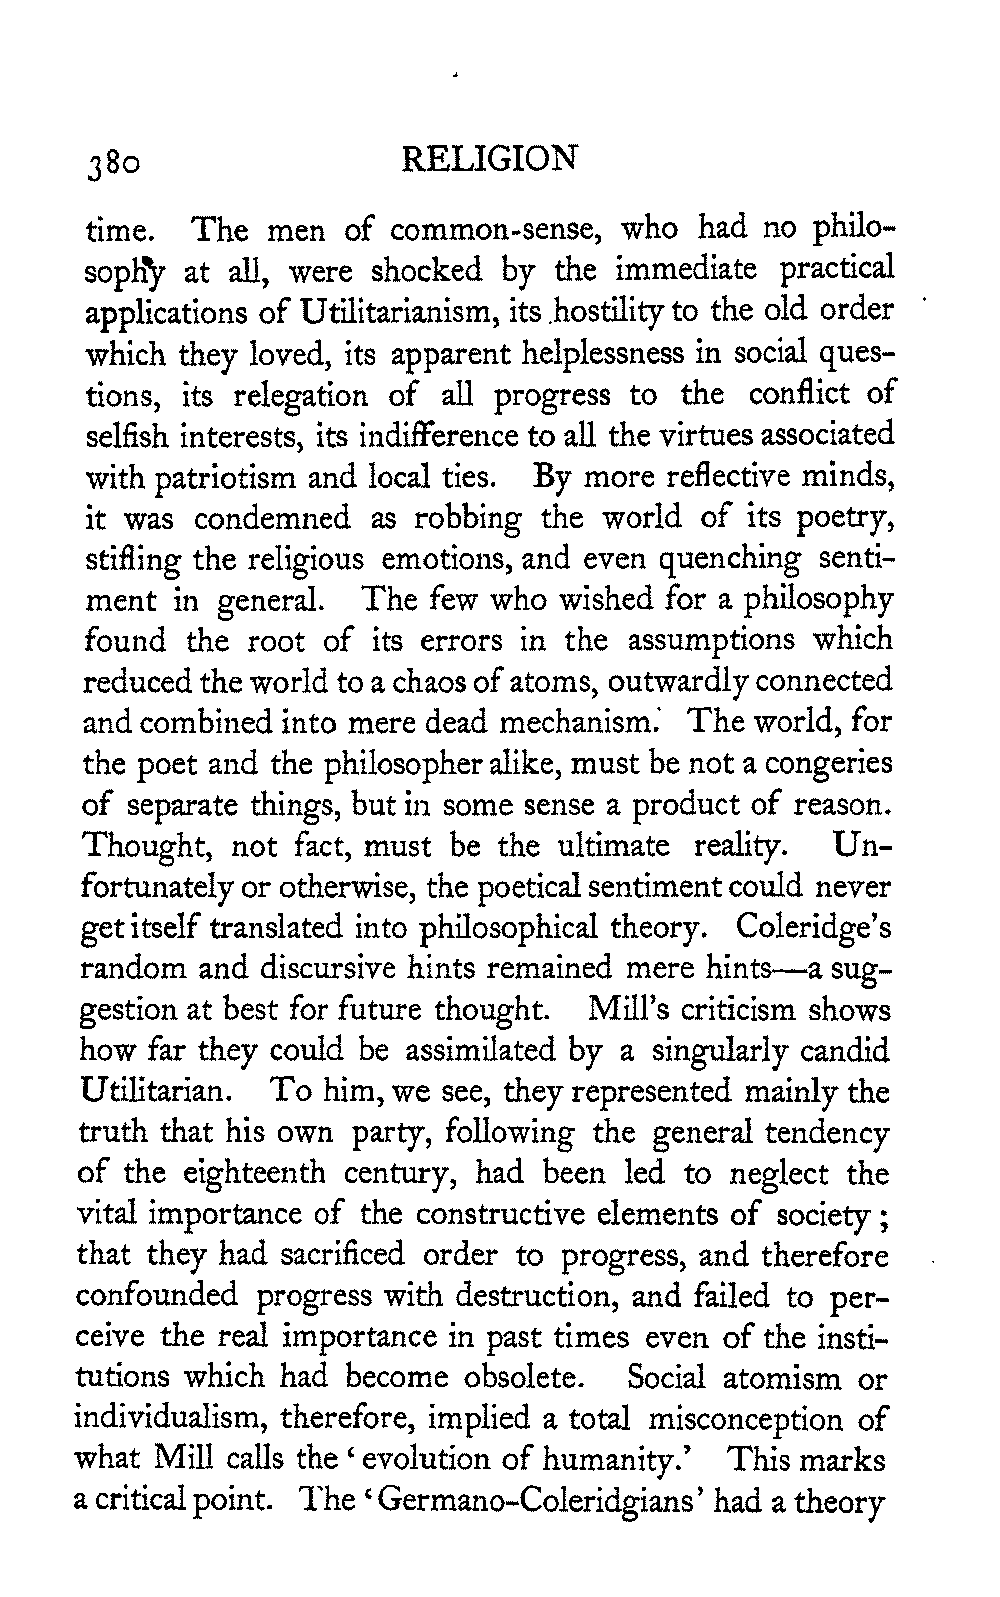 380 RELIGION
time. The men of common-sense, who had no philo-
sophy at all, were shocked by the immediate practical
applications of Utilitarianism, its hostility to the old order
which they loved, its apparent helplessness in social ques-
tions, its relegation of all progress to the conflict of
selfish interests, its indifference to all the virtues associated
with patriotism and local ties. By more reflective minds,
it was condemned as robbing the world of its poetry,
stifling the religious emotions, and even quenching senti-
ment in general. The few who wished for a philosophy
found the root of its errors in the assumptions which
reduced the world to a chaos of atoms, outwardly connected
and combined into mere dead mechanism. The world, for
the poet and the philosopher alike, must be not a congeries
of separate things, but in some sense a product of reason.
Thought, not fact, must be the ultimate reality. Un-
fortunately or otherwise, the poetical sentiment could never
get itself translated into philosophical theory. Coleridge's
random and discursive hints remained mere hints—a sug-
gestion at best for future thought. Mill's criticism shows
how far they could be assimilated by a singularly candid
Utilitarian. To him, we see, they represented mainly the
truth that his own party, following the general tendency
of the eighteenth century, had been led to neglect the
vital importance of the constructive elements of society ;
that they had sacrificed order to progress, and therefore
confounded progress with destruction, and failed to per-
ceive the real importance in past times even of the insti-
tutions which had become obsolete. Social atomism or
individualism, therefore, implied a total misconception of
what Mill calls the ‘ evolution of humanity.’ This marks
a critical point. The ‘ Germano-Coleridgians ’ had a theory